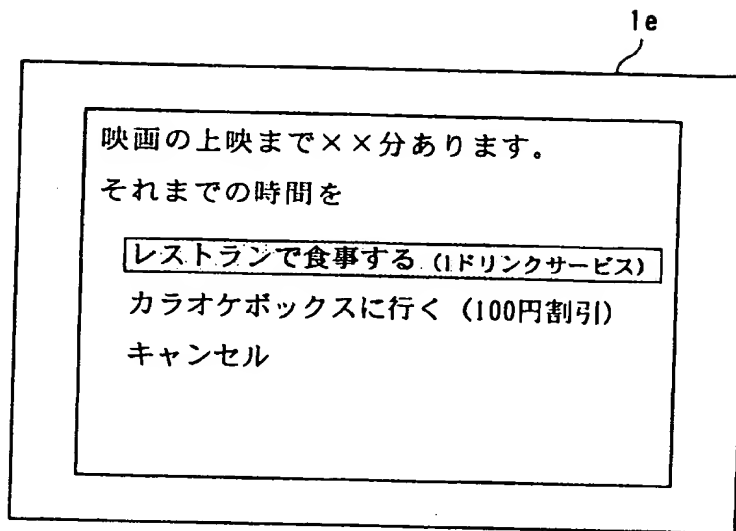 1e
映画の上映まで××分あります。
それまでの時間を
レストランで食事する (1ドリンクサービス)
カラオケボックスに行く (100円割引)
キャンセル